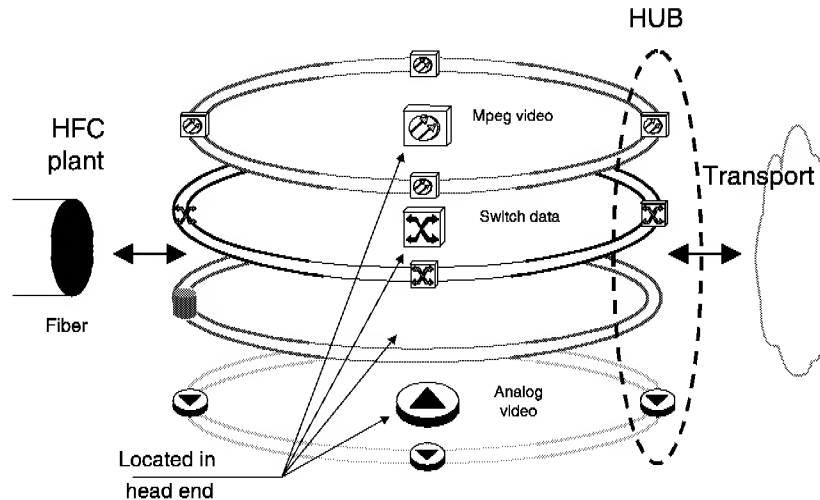 HUB
HFC
plant
Mpeg video
Transport
Switch data
Fiber
Analog
video
Located in
head end